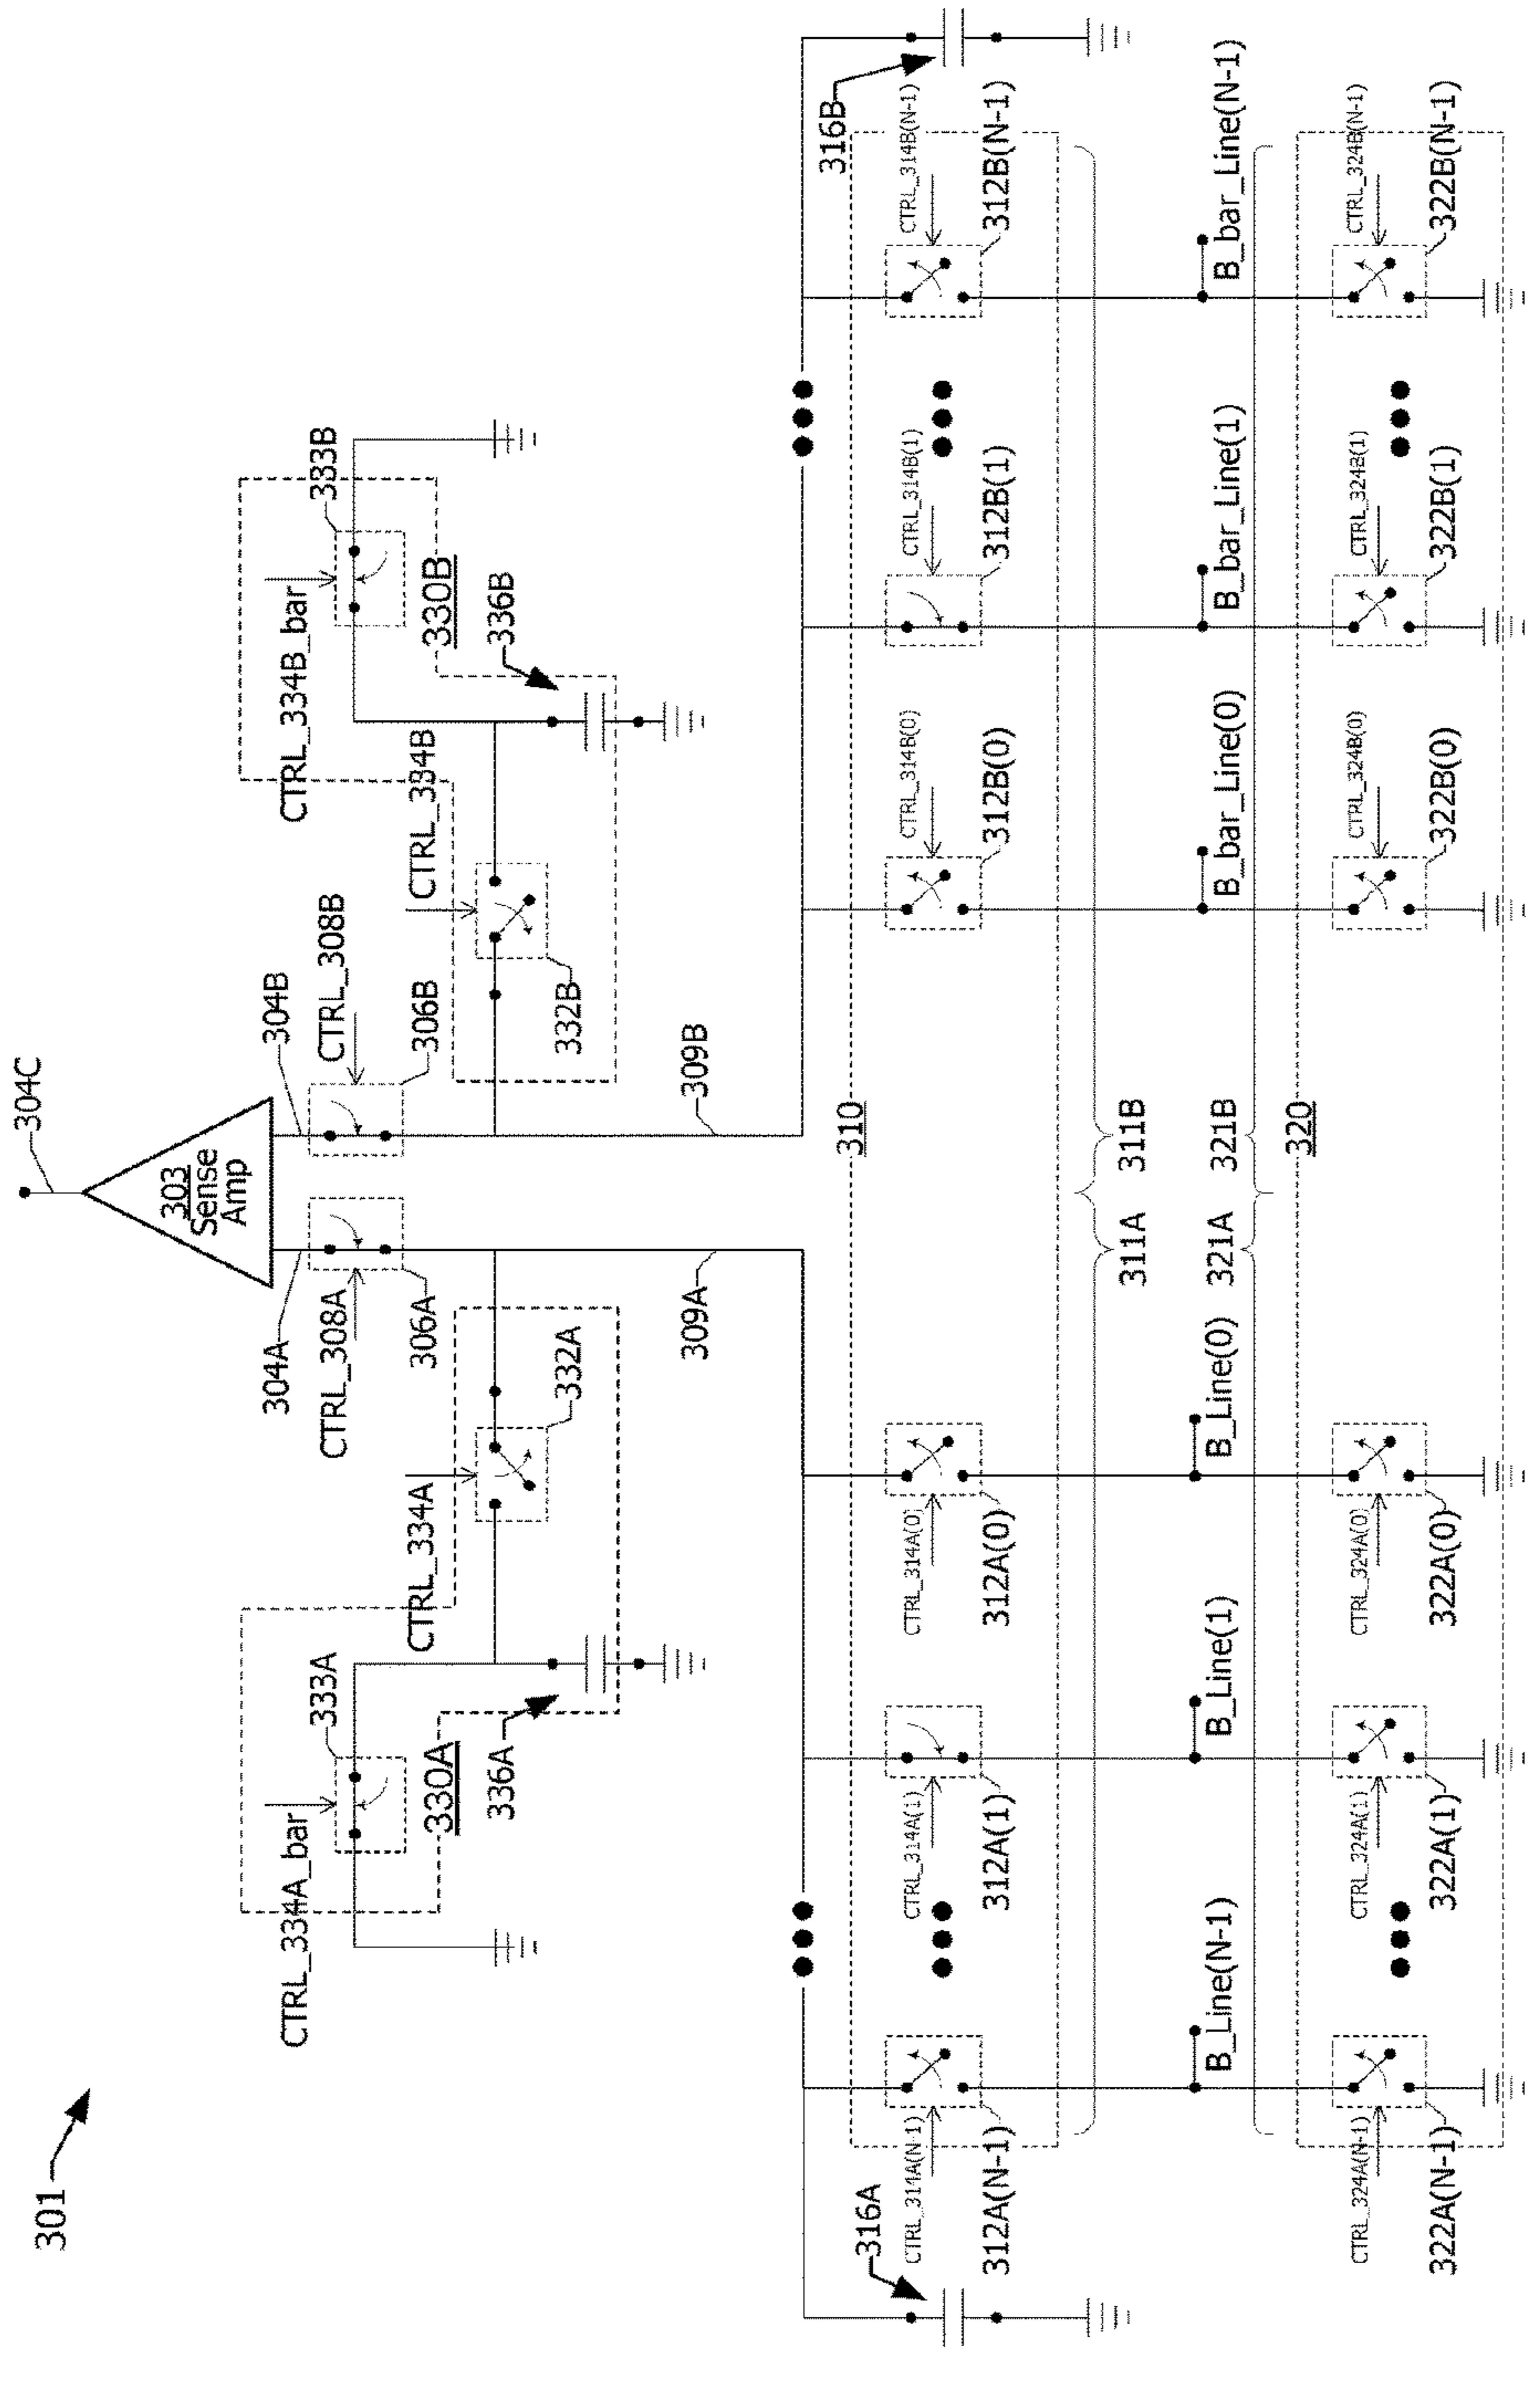 301
304C
303
Sense
Amp
304A
304B
CTRL_308A
CTRL_308B
306A
306B
CTRL_334A_bar
CTRL_334B_bar
333A
333B
330A
330B
CTRL_334A
CTRL_334B
336A
336B
332A
332B
309A
309B
316A
316B
310
CTRL_314A(N-1)
CTRL_314A(1)
CTRL_314A(0)
CTRL_314B(0)
CTRL_314B(1)
CTRL_314B(N-1)
312A(N-1)
312A(1)
312A(0)
312B(0)
312B(1)
312B(N-1)
311A
311B
B_Line(N-1)
B_Line(1)
B_Line(0)
B_bar_Line(0)
B_bar_Line(1)
B_bar_Line(N-1)
321A
321B
320
CTRL_324A(N-1)
CTRL_324A(1)
CTRL_324A(0)
CTRL_324B(0)
CTRL_324B(1)
CTRL_324B(N-1)
322A(N-1)
322A(1)
322A(0)
322B(0)
322B(1)
322B(N-1)